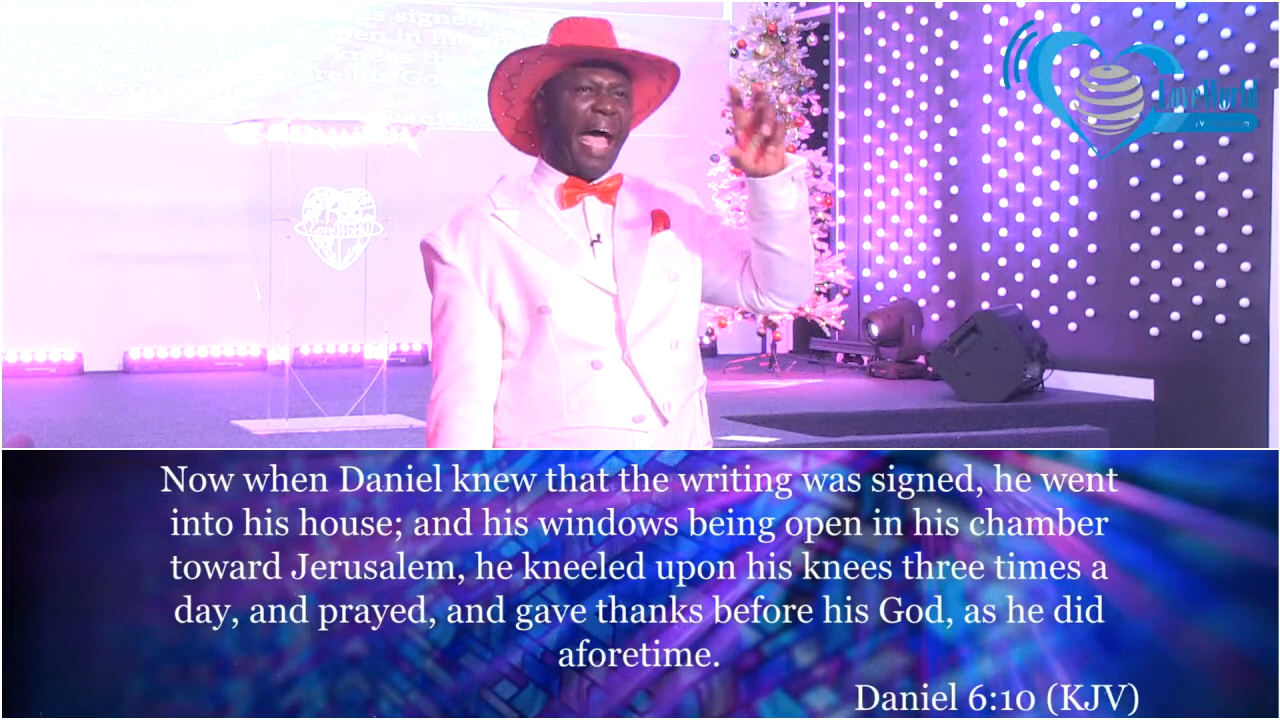 LoveWorld
Now when Daniel knew that the writing was signed, he went
into his house; and his windows being open in his chamber
toward Jerusalem, he kneeled upon his knees three times a
day, and prayed, and gave thanks before his God, as he did
aforetime.
Daniel 6:10 (KJV)